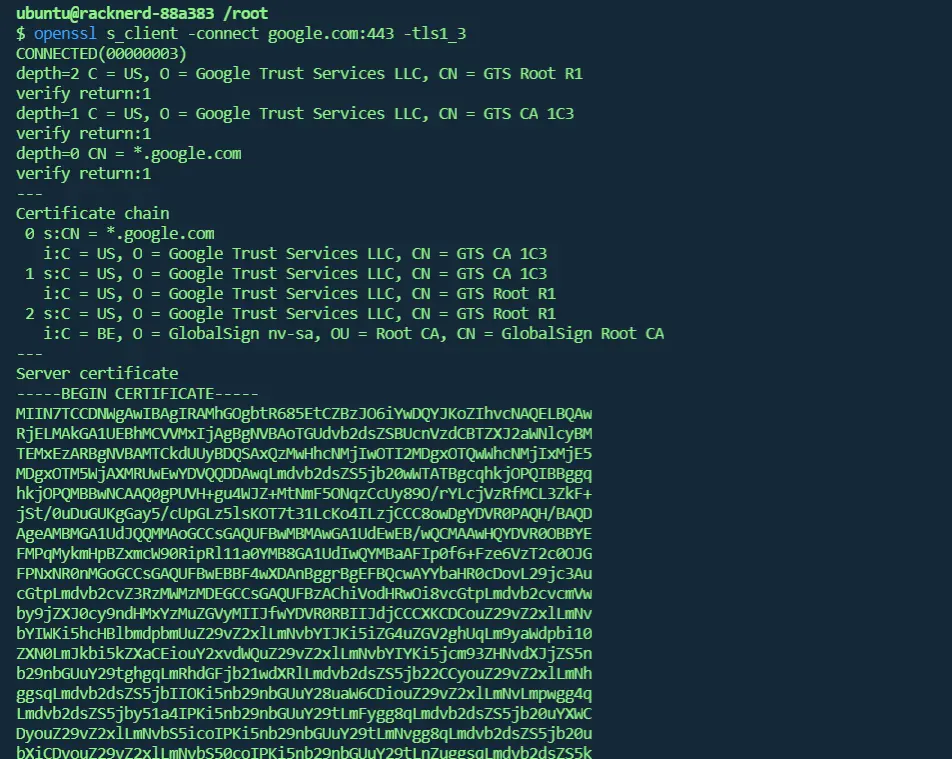 ubuntu@racknerd-88a383 /root
$ openssl s_client -connect google.com:443 -tls1_3
CONNECTED(00000003)
depth=2 C = US, O = Google Trust Services LLC, CN = GTS Root R1
verify return:1
depth=1 C = US, O = Google Trust Services LLC, CN = GTS CA 1C3
verify return:1
depth=0 CN = *.google.com
verify return:1
---
Certificate chain
0 s:CN = *.google.com
i:C = US, O = Google Trust Services LLC, CN = GTS CA 1C3
1 s:C = US, O = Google Trust Services LLC, CN = GTS CA 1C3
i:C = US, O = Google Trust Services LLC, CN = GTS Root R1
2 s:C = US, O = Google Trust Services LLC, CN = GTS Root R1
i:C = BE, O = GlobalSign nv-sa, OU = Root CA, CN = GlobalSign Root CA
---
Server certificate
-----BEGIN CERTIFICATE-----
MIIN7TCCDNWgAwIBAgIRAMhGOgbtR685EtCZBzJO6iYwDQYJKoZIhvcNAQELBQAw
RjELMAkGA1UEBhMCVVMxIjAgBgNVBAoTGUdvb2dsZSBUcnVzdCBTZXJ2aWNlcyBM
TEMxEzARBgNVBAMTCkdUUyBDQSAxQzMwHhcNMjIwOTI2MDgxOTQwWhcNMjIxMjE5
MDgxOTM5WjAXMRUwEwYDVQQDDAwqLmdvb2dsZS5jb20wWTATBgcqhkjOPQIBBggq
hkjOPQMBBwNCAAQ0gPUVH+gu4WJZ+MtNmF5ONqzCcUy89O/rYLcjVzRfMCL3ZkF+
jSt/0uDuGUKgGay5/cUpGLz5lsKOT7t31LcKo4ILzjCCC8owDgYDVR0PAQH/BAQD
AgeAMBMGA1UdJQQMMAoGCCsGAQUFBwMBMAwGA1UdEwEB/wQCMAAwHQYDVR0OBBYE
FMPqMykmHpBZxmcW90RipRl11a0YMB8GA1UdIwQYMBaAFIp0f6+Fze6VzT2c0OJG
FPNxNR0nMGoGCCsGAQUFBwEBBF4wXDAnBggrBgEFBQcwAYYbaHR0cDovL29jc3Au
cGtpLmdvb2cvZ3RzMWMzMDEGCCsGAQUFBzAChiVodHRwOi8vcGtpLmdvb2cvcmVw
by9jZXJ0cy9ndHMxYzMuZGVyMIIJfwYDVR0RBIIJdjCCCXKCDCouZ29vZ2xlLmNv
bYIWKi5hcHBlbmdpbmUuZ29vZ2xlLmNvbYIJKi5iZG4uZGV2ghUqLm9yaWdpbi10
ZXN0LmJkbi5kZXaCEiouY2xvdWQuZ29vZ2xlLmNvbYIYKi5jcm93ZHNvdXJjZS5n
b29nbGUuY29tghgqLmRhdGFjb21wdXRlLmdvb2dsZS5jb22CCyouZ29vZ2xlLmNh
ggsqLmdvb2dsZS5jbIIOKi5nb29nbGUuY28uaW6CDiouZ29vZ2xlLmNvLmpwgg4q
Lmdvb2dsZS5jby51a4IPKi5nb29nbGUuY29tLmFygg8qLmdvb2dsZS5jb20uYXWC
DyouZ29vZ2xlLmNvbS5icoIPKi5nb29nbGUuY29tLmNvgg8qLmdvb2dsZS5jb20u
bXiCDyouZ29vZ2xlLmNvbS50coIPKi5nb29nbGUuY29tLnZuggsqLmdvb2dsZS5k